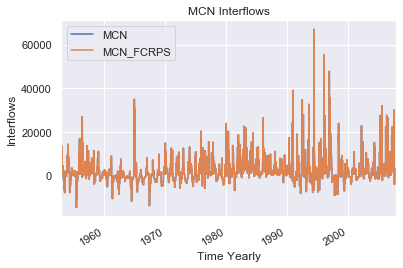 MCN Interflows
MCN
MCN_FCRPS
60000
40000
20000
0
Interflows
1960
1970
1980
1990
2000
Time Yearly